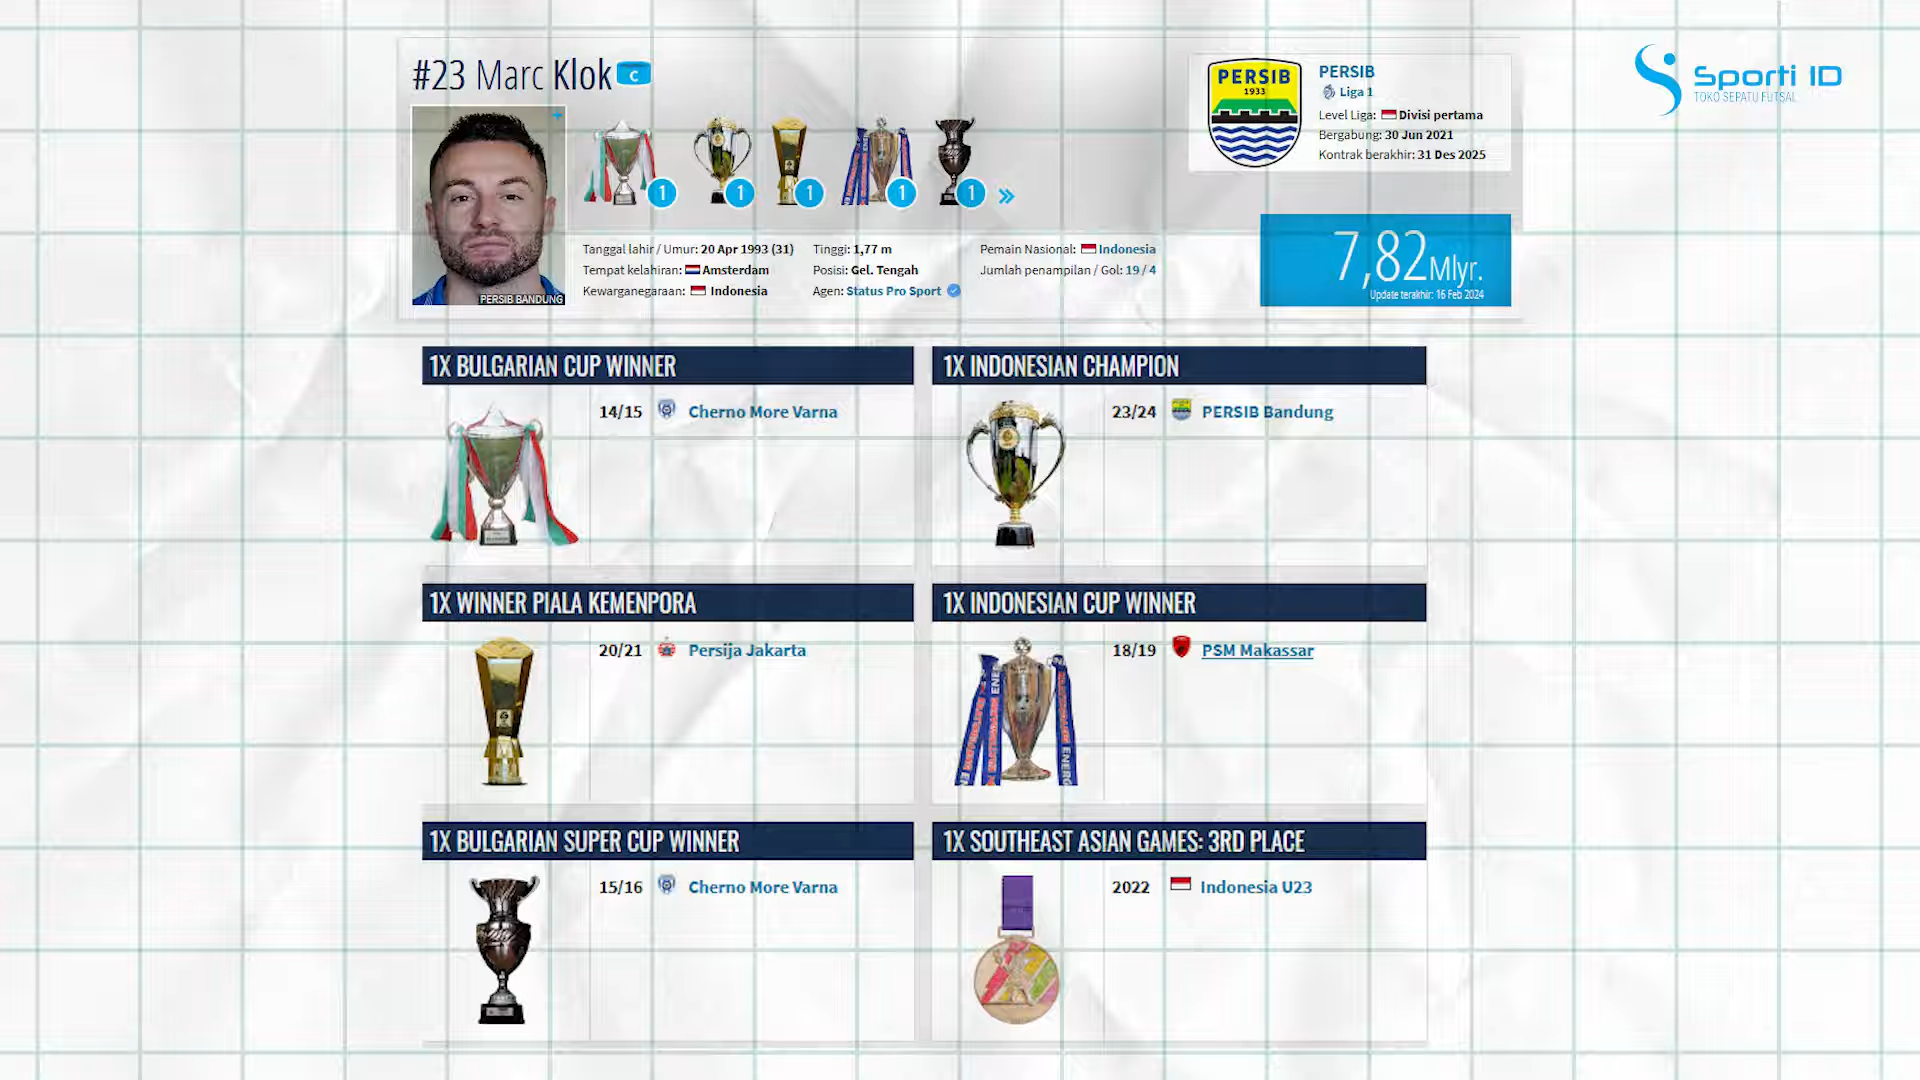 #23 Marc Klok C
PERSIB BANDUNG
1 1 1 1 1
Tanggal lahir / Umur: 20 Apr 1993 (31)
Tempat kelahiran: Amsterdam
Kewarganegaraan: Indonesia
Tinggi: 1,77 m
Posisi: Gel. Tengah
Agen: Status Pro Sport
Pemain Nasional: Indonesia
Jumlah penampilan / Gol: 19 / 4
PERSIB
1933
PERSIB
Liga 1
Level Liga: Divisi pertama
Bergabung: 30 Jun 2021
Kontrak berakhir: 31 Des 2025
7,82 Mlyr.
Update terakhir: 16 Feb 2024
Sporti ID
TOKO SEPATU FUTSAL
1X BULGARIAN CUP WINNER
14/15 Cherno More Varna
1X INDONESIAN CHAMPION
23/24 PERSIB Bandung
1X WINNER PIALA KEMENPORA
20/21 Persija Jakarta
1X INDONESIAN CUP WINNER
18/19 PSM Makassar
1X BULGARIAN SUPER CUP WINNER
15/16 Cherno More Varna
1X SOUTHEAST ASIAN GAMES: 3RD PLACE
2022 Indonesia U23